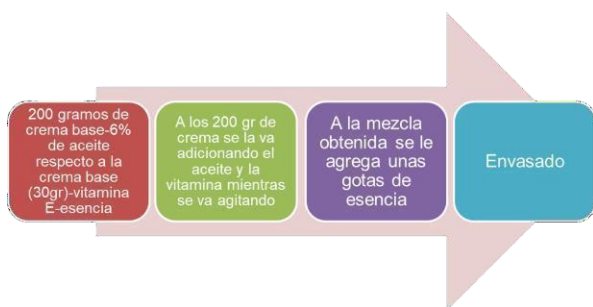 200 gramos de
crema base-6%
de aceite
respecto a la
crema base
(30gr)-vitamina
E-esencia
A los 200 gr de
crema se la va
adicionando el
aceite y la
vitamina mientras
se va agitando
A la mezcla
obtenida se le
agrega unas
gotas de
esencia
Envasado